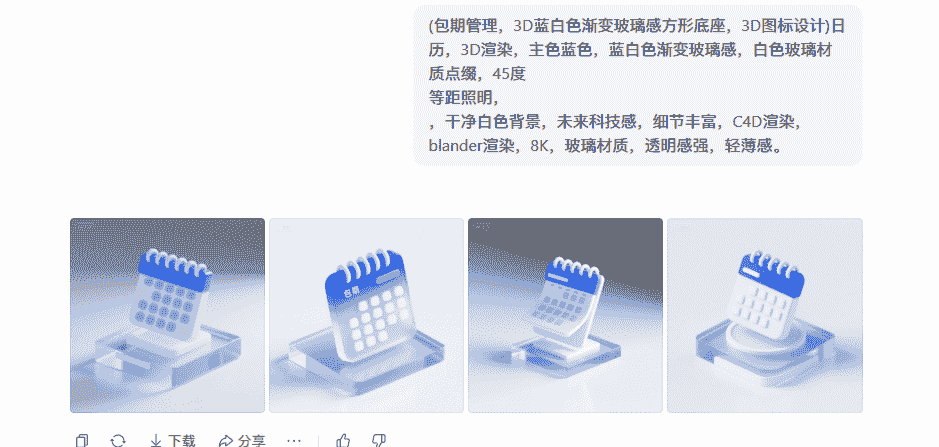 (包期管理，3D蓝白色渐变玻璃感方形底座，3D图标设计)日
历，3D渲染，主色蓝色，蓝白色渐变玻璃感，白色玻璃材
质点缀，45度
等距照明，
，干净白色背景，未来科技感，细节丰富，C4D渲染，
blander渲染，8K，玻璃材质，透明感强，轻薄感。
下载 分享